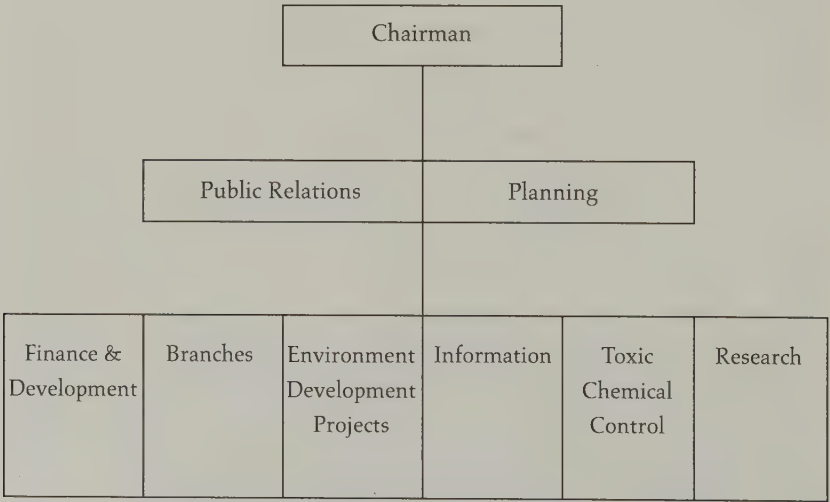 Chairman
Public Relations
Planning
Finance &
Development
Branches
Environment
Development
Projects
Information
Toxic
Chemical
Control
Research